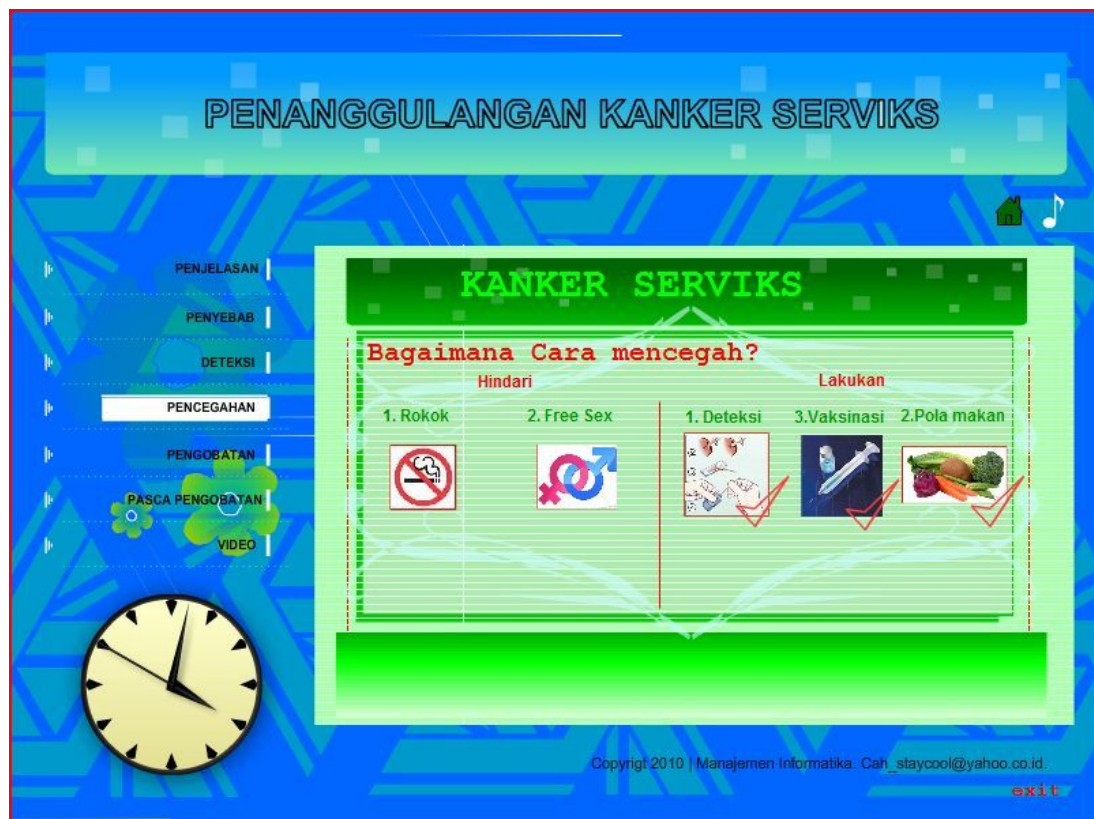 PENANGGULANGAN KANKER SERVIKS
PENJELASAN
PENYEBAB
DETEKSI
PENCEGAHAN
PENGOBATAN
PASCA PENGOBATAN
VIDEO
KANKER SERVIKS
Bagaimana Cara mencegah?
Hindari
Lakukan
1. Rokok
2. Free Sex
1. Deteksi
3.Vaksinasi
2.Pola makan
Copyrigt 2010 | Manajemen Informatika. Cah_staycool@yahoo.co.id.
exit